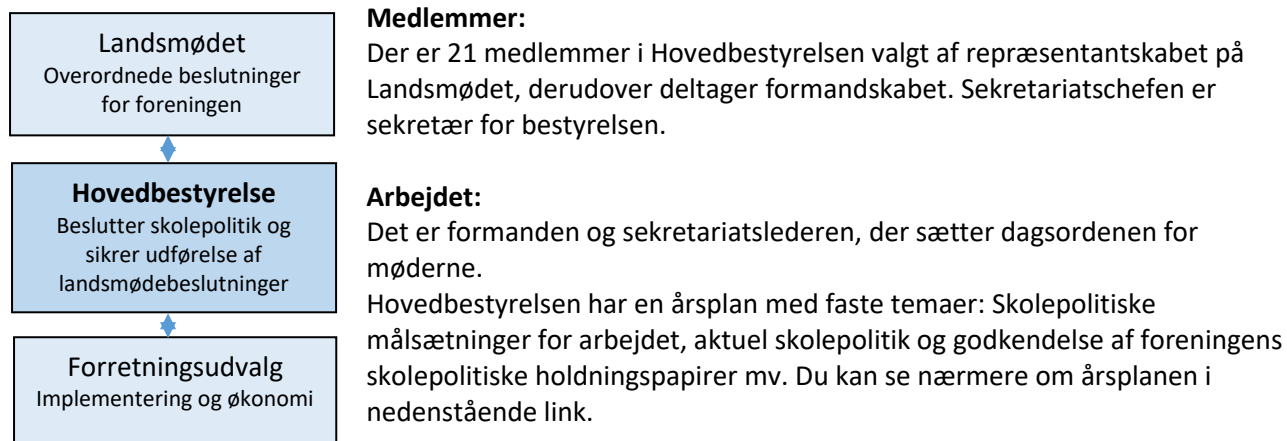 Landsmødet
Overordnede beslutninger
for foreningen
Hovedbestyrelse
Beslutter skolepolitik og
sikrer udførelse af
landsmødebeslutninger
Forretningsudvalg
Implementering og økonomi
Medlemmer:
Der er 21 medlemmer i Hovedbestyrelsen valgt af repræsentantskabet på
Landsmødet, derudover deltager formandskabet. Sekretariatschefen er
sekretær for bestyrelsen.
Arbejdet:
Det er formanden og sekretariatslederen, der sætter dagsordenen for
møderne.
Hovedbestyrelsen har en årsplan med faste temaer: Skolepolitiske
målsætninger for arbejdet, aktuel skolepolitik og godkendelse af foreningens
skolepolitiske holdningspapirer mv. Du kan se nærmere om årsplanen i
nedenstående link.